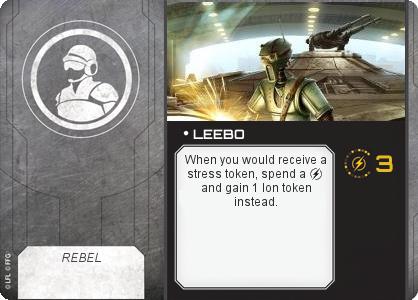 • LEEBO
When you would receive a
stress token, spend a
and gain 1 Ion token
instead.
3
REBEL
© LFL © FFG